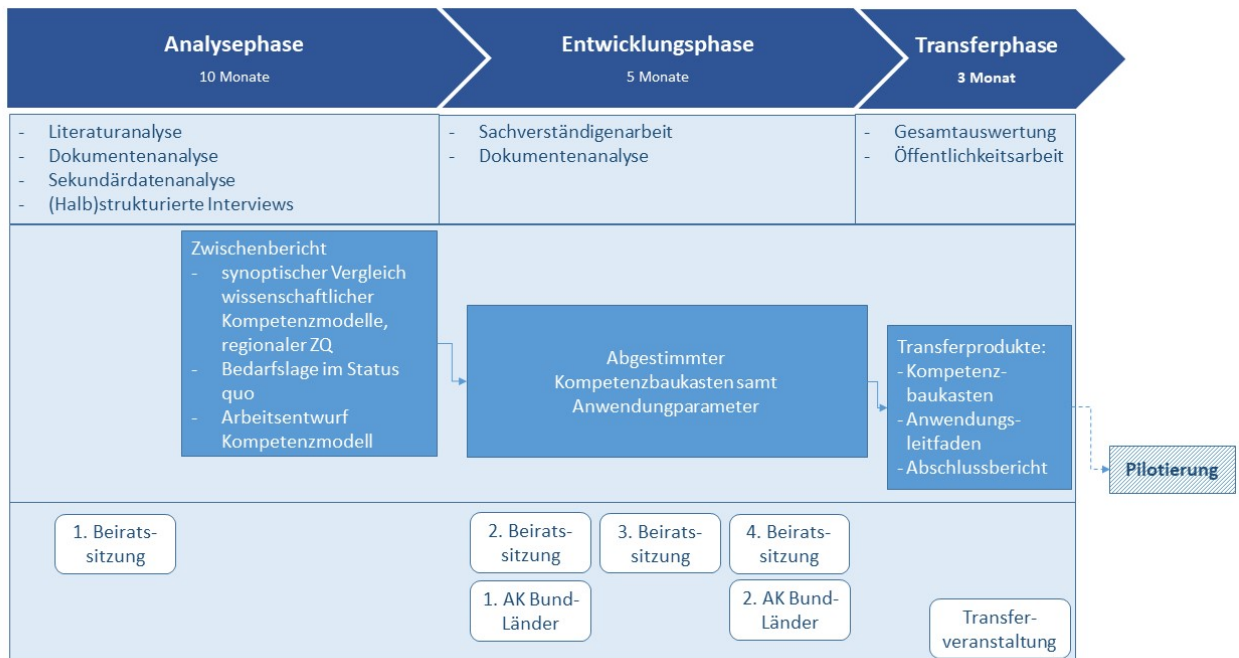 Analysephase
10 Monate
Entwicklungsphase
5 Monate
Transferphase
3 Monat
- Literaturanalyse
- Dokumentenanalyse
- Sekundärdatenanalyse
- (Halb)strukturierte Interviews
- Sachverständigenarbeit
- Dokumentenanalyse
- Gesamtauswertung
- Öffentlichkeitsarbeit
Zwischenbericht
- synoptischer Vergleich
wissenschaftlicher
Kompetenzmodelle,
regionaler ZQ
- Bedarfslage im Status
quo
- Arbeitsentwurf
Kompetenzmodell
Abgestimmter
Kompetenzbaukasten samt
Anwendungparameter
Transferprodukte:
- Kompetenz-
baukasten
- Anwendungs-
leitfaden
- Abschlussbericht
Pilotierung
1. Beirats-
sitzung
2. Beirats-
sitzung
3. Beirats-
sitzung
4. Beirats-
sitzung
1. AK Bund-
Länder
2. AK Bund-
Länder
Transfer-
veranstaltung